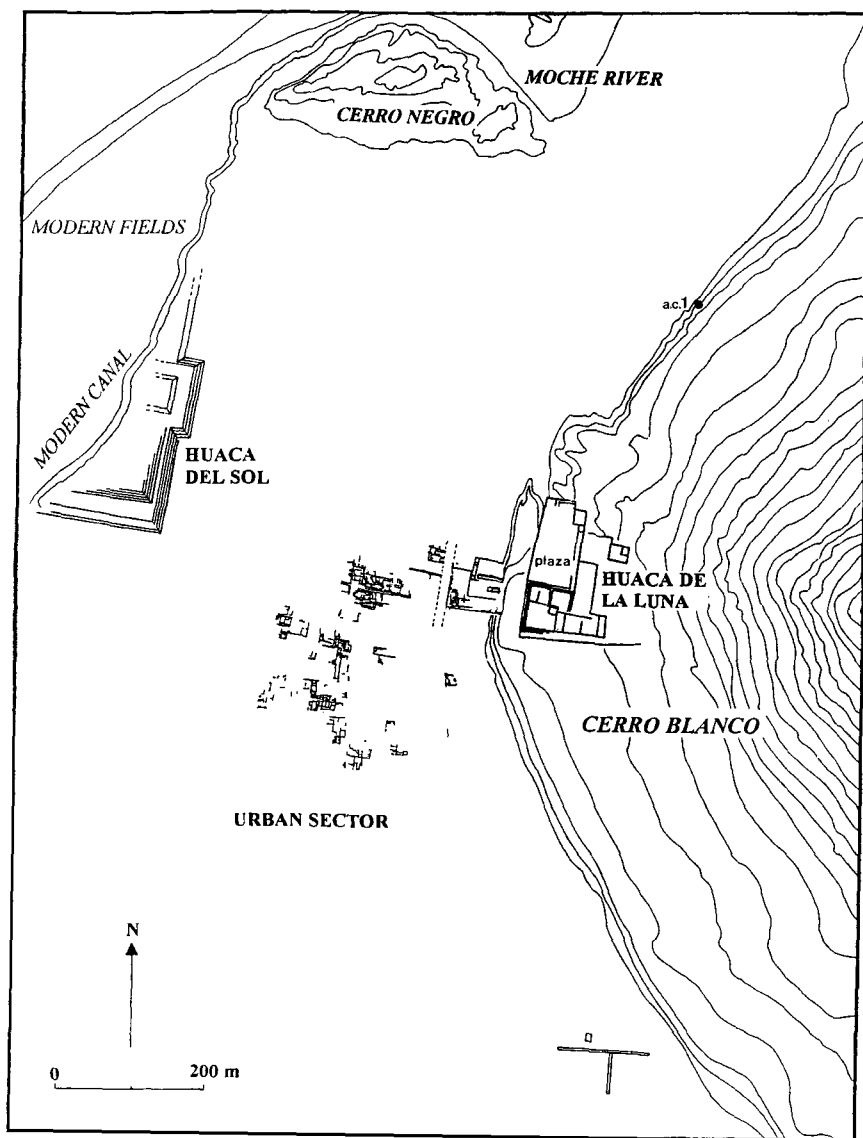 MOCHE RIVER
CERRO NEGRO
MODERN FIELDS
a.c.1
MODERN CANAL
HUACA
DEL SOL
plaza
HUACA DE
LA LUNA
CERRO BLANCO
URBAN SECTOR
N
0 200 m